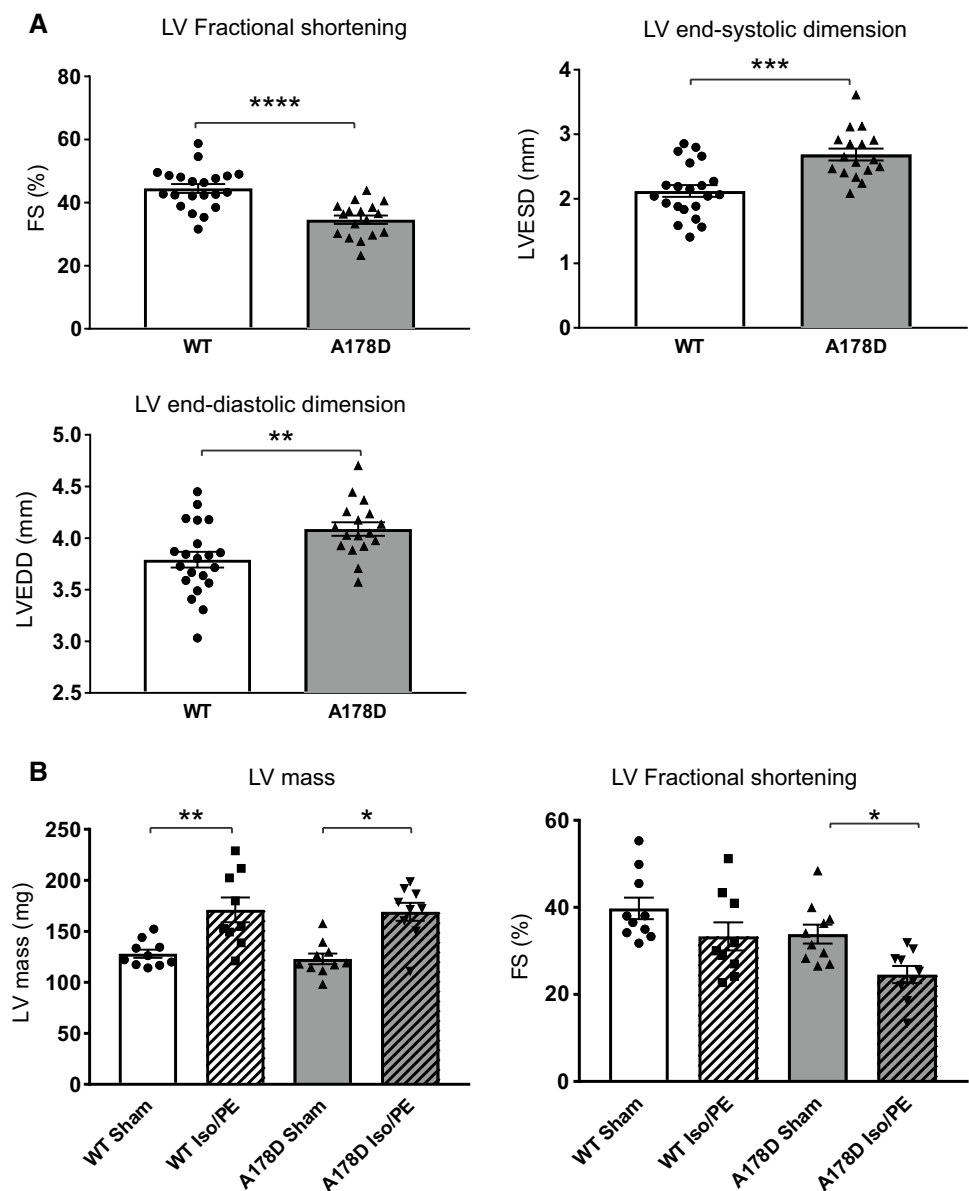 A
LV Fractional shortening
80
60
40
20
0
FS (%)
****
WT
A178D
LV end-systolic dimension
4
3
2
1
0
LVESD (mm)
***
WT
A178D
LV end-diastolic dimension
5.0
4.5
4.0
3.5
3.0
2.5
LVEDD (mm)
**
WT
A178D
B
LV mass
250
200
150
100
50
0
LV mass (mg)
**
*
WT Sham
WT Iso/PE
A178D Sham
A178D Iso/PE
LV Fractional shortening
60
40
20
0
FS (%)
*
WT Sham
WT Iso/PE
A178D Sham
A178D Iso/PE